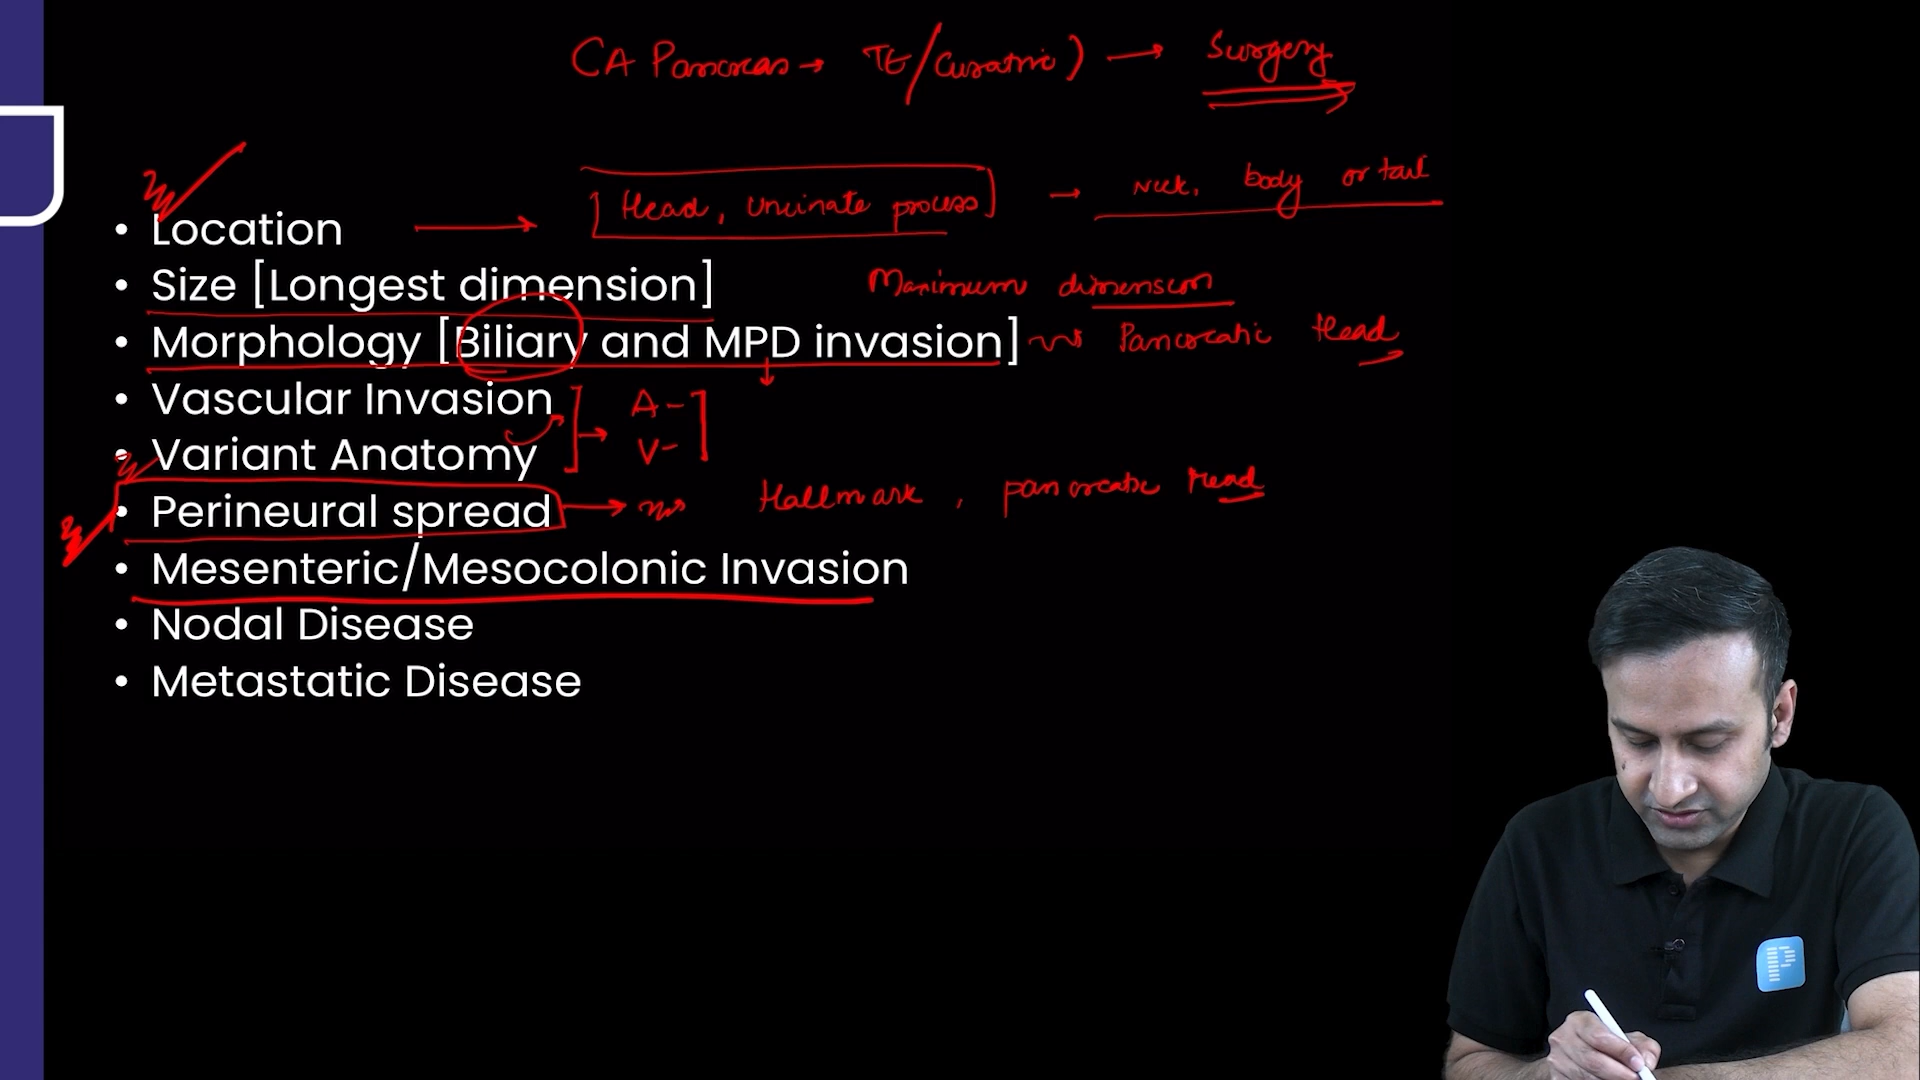 CA Pancreas → TE/Curative) → Surgery
• Location → [Head, Uncinate process] → Neck, body or tail
• Size [Longest dimension] Maximum dimension
• Morphology [Biliary and MPD invasion] Pancreatic Head
• Vascular Invasion ] → A -
• Variant Anatomy V - ]
• Perineural spread → Hallmark, pancreatic Head
• Mesenteric/Mesocolonic Invasion
• Nodal Disease
• Metastatic Disease
P